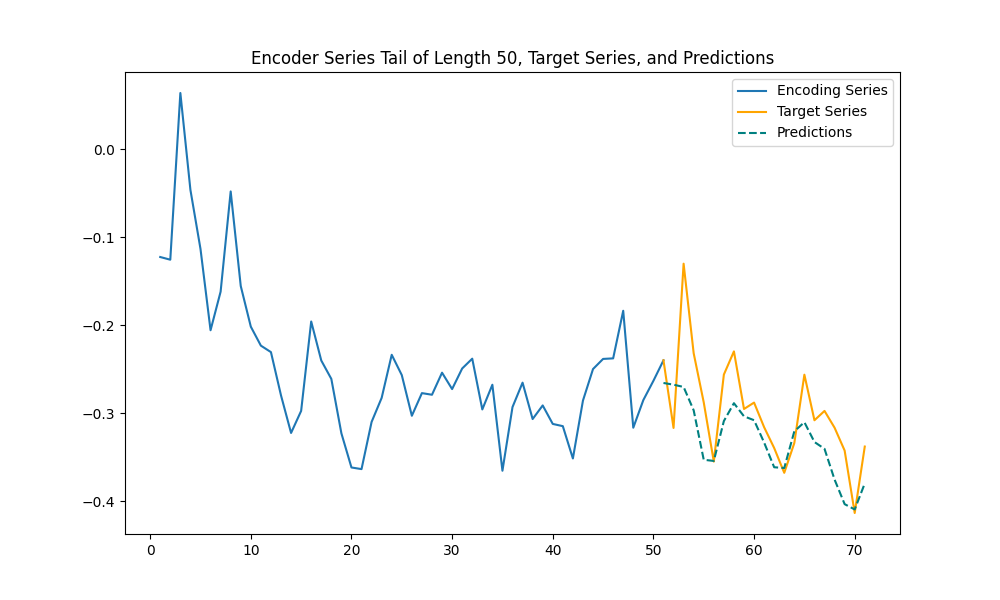 Encoder Series Tail of Length 50, Target Series, and Predictions
Encoding Series
Target Series
Predictions
0.0
−0.1
−0.2
−0.3
−0.4
0 10 20 30 40 50 60 70